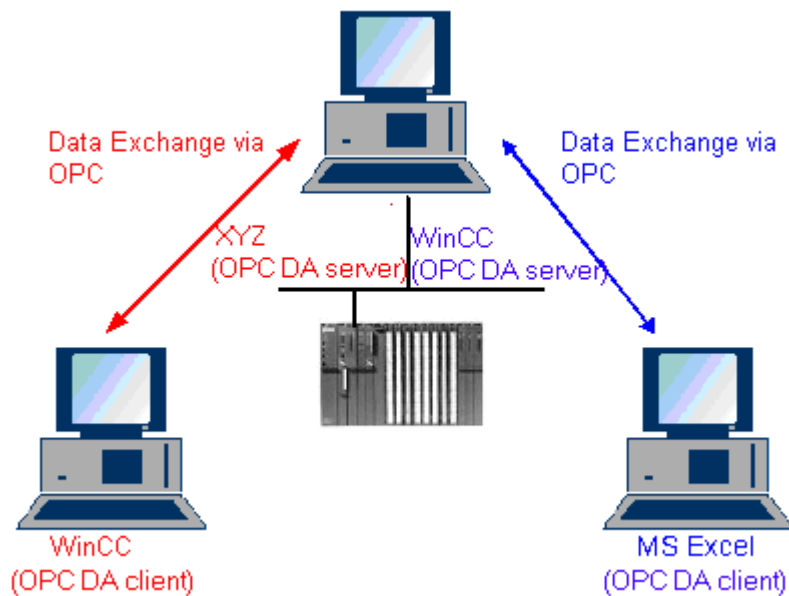 Data Exchange via
OPC
Data Exchange via
OPC
XYZ
(OPC DA server)
WinCC
(OPC DA server)
WinCC
(OPC DA client)
MS Excel
(OPC DA client)